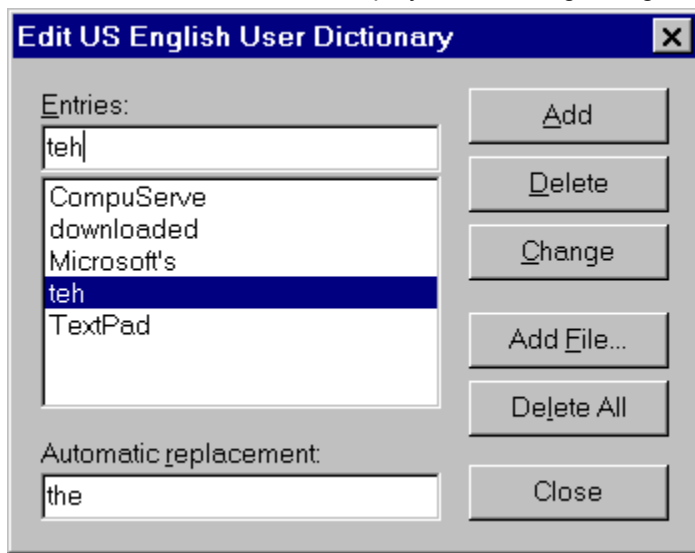 Edit US English User Dictionary
Entries:
teh
CompuServe
downloaded
Microsoft's
teh
TextPad
Automatic replacement:
the
Add
Delete
Change
Add File...
Delete All
Close